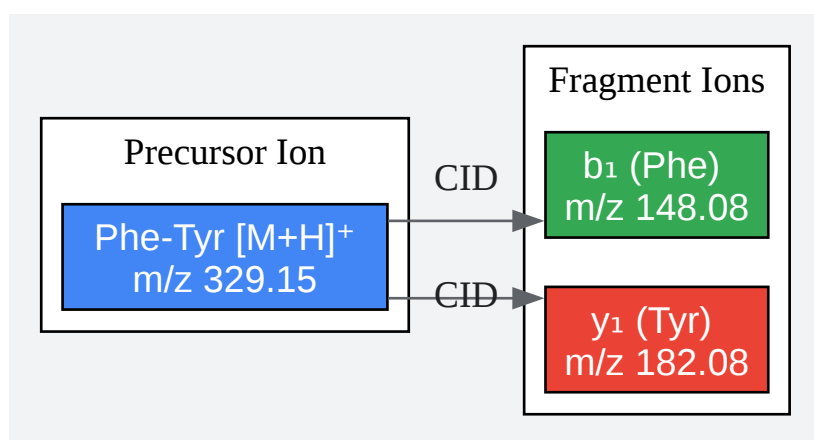 Precursor Ion
Phe-Tyr [M+H]⁺
m/z 329.15
CID
CID
Fragment Ions
b₁ (Phe)
m/z 148.08
y₁ (Tyr)
m/z 182.08